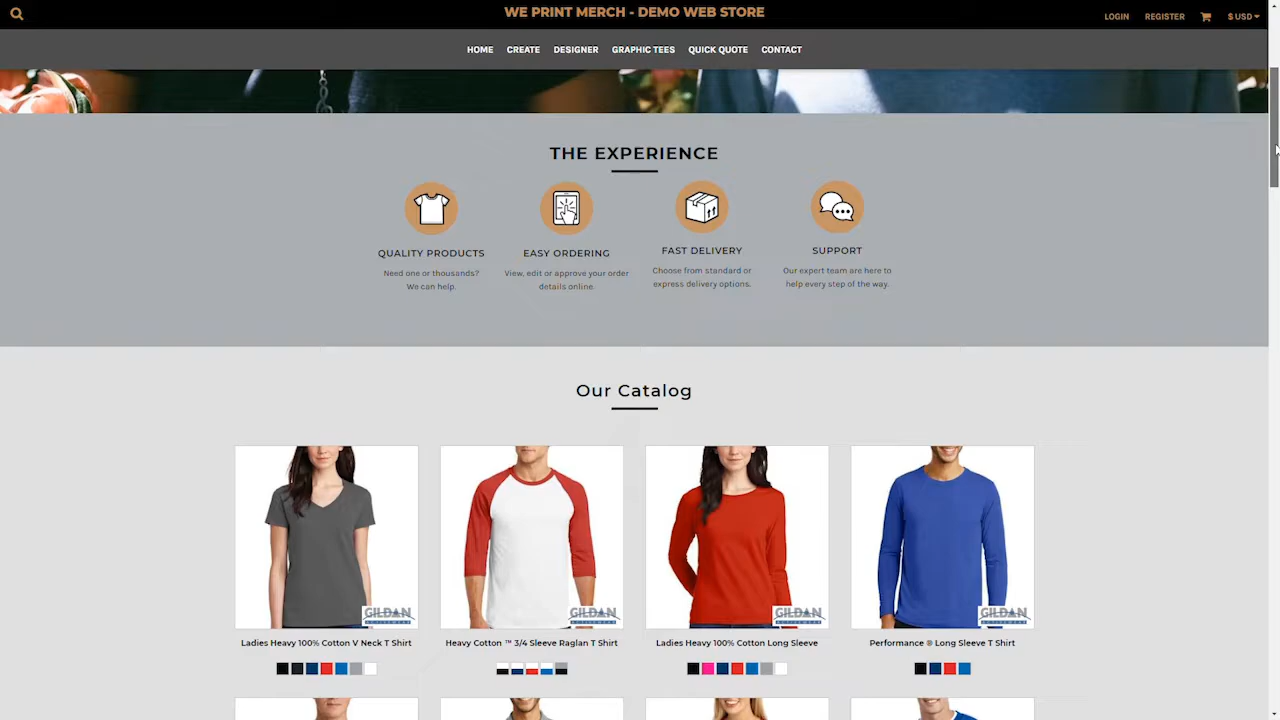 WE PRINT MERCH - DEMO WEB STORE
LOGIN REGISTER $ USD
HOME CREATE DESIGNER GRAPHIC TEES QUICK QUOTE CONTACT
THE EXPERIENCE
QUALITY PRODUCTS
Need one or thousands?
We can help.
EASY ORDERING
View, edit or approve your order
details online.
FAST DELIVERY
Choose from standard or
express delivery options.
SUPPORT
Our expert team are here to
help every step of the way.
Our Catalog
GILDAN
ACTIVEWEAR
GILDAN
ACTIVEWEAR
GILDAN
ACTIVEWEAR
GILDAN
ACTIVEWEAR
Ladies Heavy 100% Cotton V Neck T Shirt
Heavy Cotton ™ 3/4 Sleeve Raglan T Shirt
Ladies Heavy 100% Cotton Long Sleeve
Performance ® Long Sleeve T Shirt